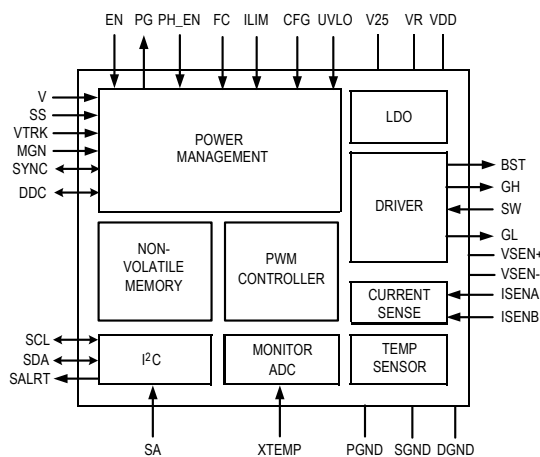 EN PG PH_EN FC ILIM CFG UVLO V25 VR VDD
V
SS
VTRK
MGN
SYNC
DDC
POWER
MANAGEMENT
LDO
DRIVER
BST
GH
SW
GL
VSEN+
VSEN-
ISENA
ISENB
NON-
VOLATILE
MEMORY
PWM
CONTROLLER
CURRENT
SENSE
SCL
SDA
SALRT
I²C
MONITOR
ADC
TEMP
SENSOR
SA
XTEMP
PGND
SGND
DGND